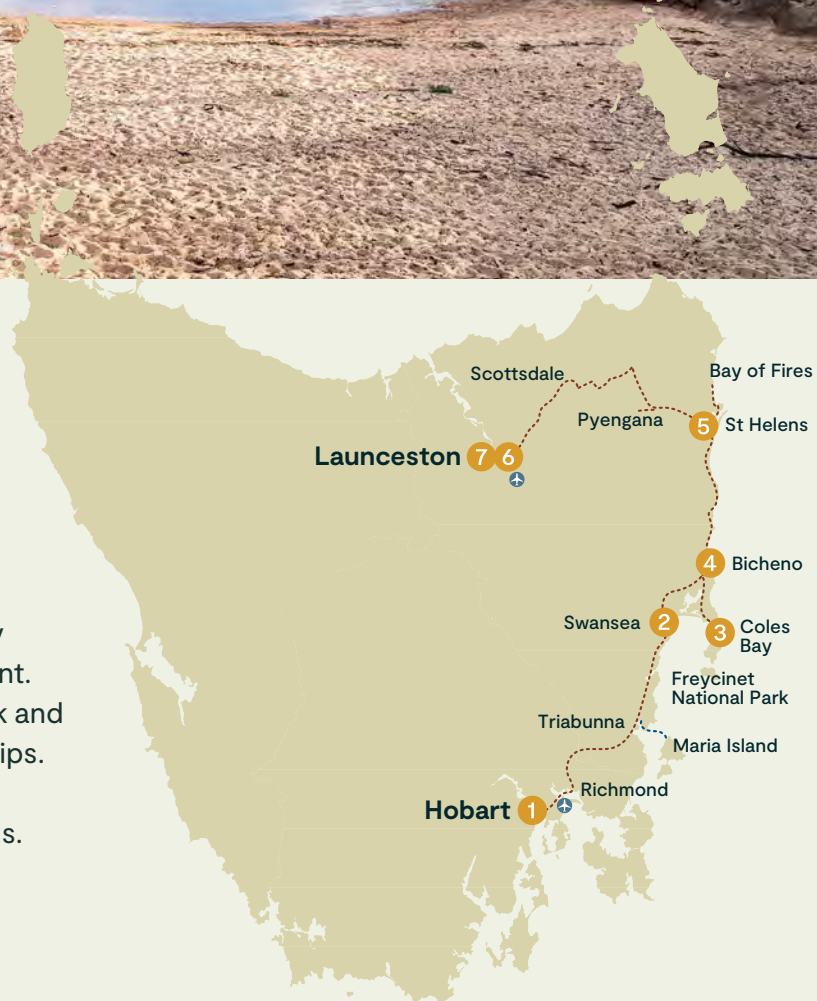 Scottsdale
Bay of Fires
Pyengana
5
St Helens
Launceston
7
6
4
Bicheno
nt.
k and
ips.
s.
Swansea
2
3
Coles
Bay
Freycinet
National Park
Triabunna
Maria Island
Richmond
Hobart
1